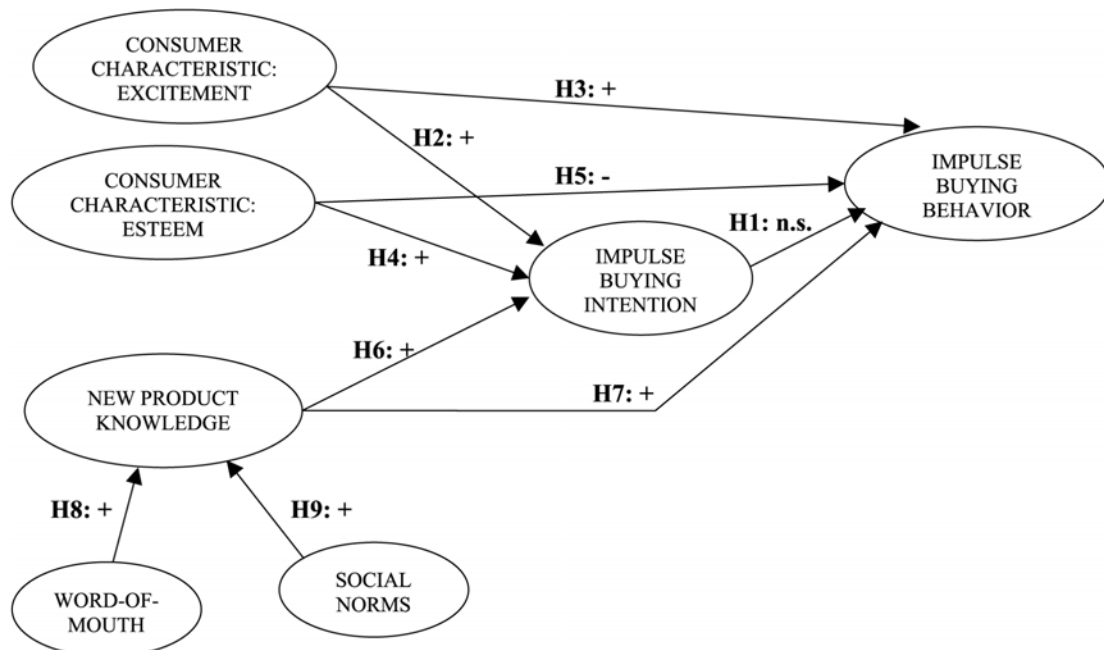 CONSUMER
CHARACTERISTIC:
EXCITEMENT
H3: +
H2: +
IMPULSE
BUYING
BEHAVIOR
CONSUMER
CHARACTERISTIC:
ESTEEM
H5: -
H4: +
H1: n.s.
IMPULSE
BUYING
INTENTION
H6: +
NEW PRODUCT
KNOWLEDGE
H7: +
H8: +
H9: +
WORD-OF-
MOUTH
SOCIAL
NORMS